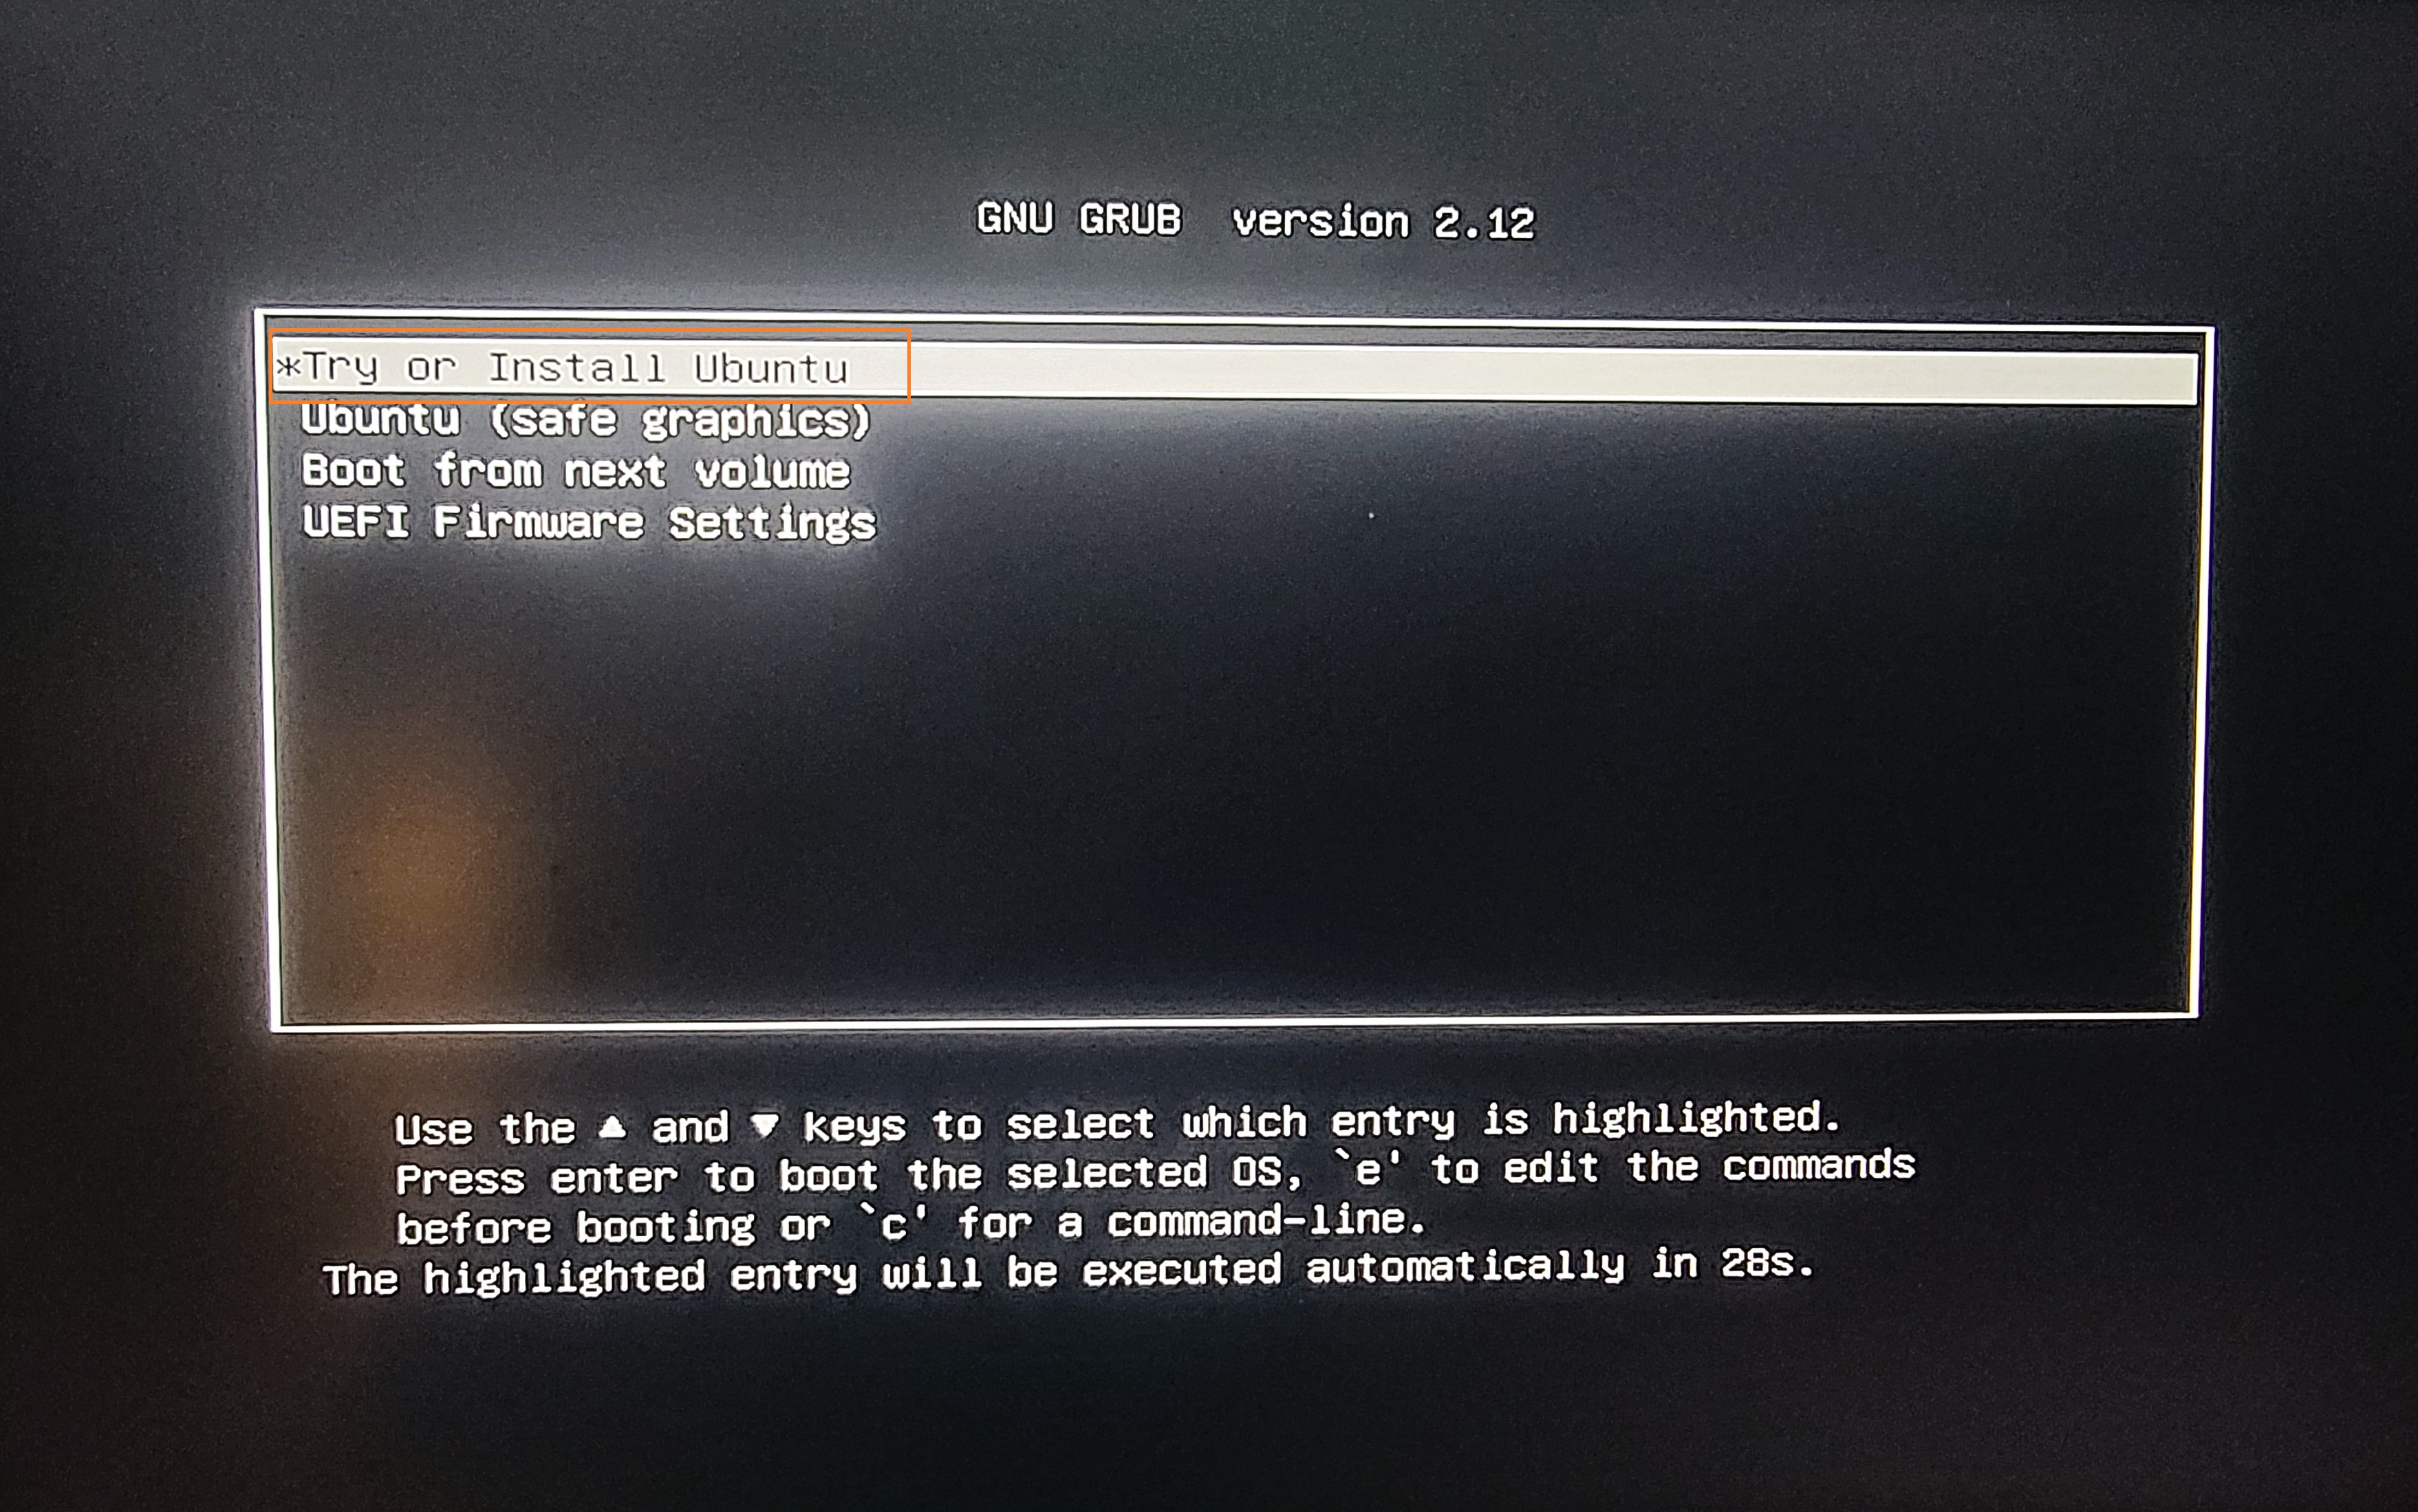 GNU GRUB  version 2.12
*Try or Install Ubuntu
Ubuntu (safe graphics)
Boot from next volume
UEFI Firmware Settings
Use the ▲ and ▼ keys to select which entry is highlighted.
Press enter to boot the selected OS, `e' to edit the commands
before booting or `c' for a command-line.
The highlighted entry will be executed automatically in 28s.